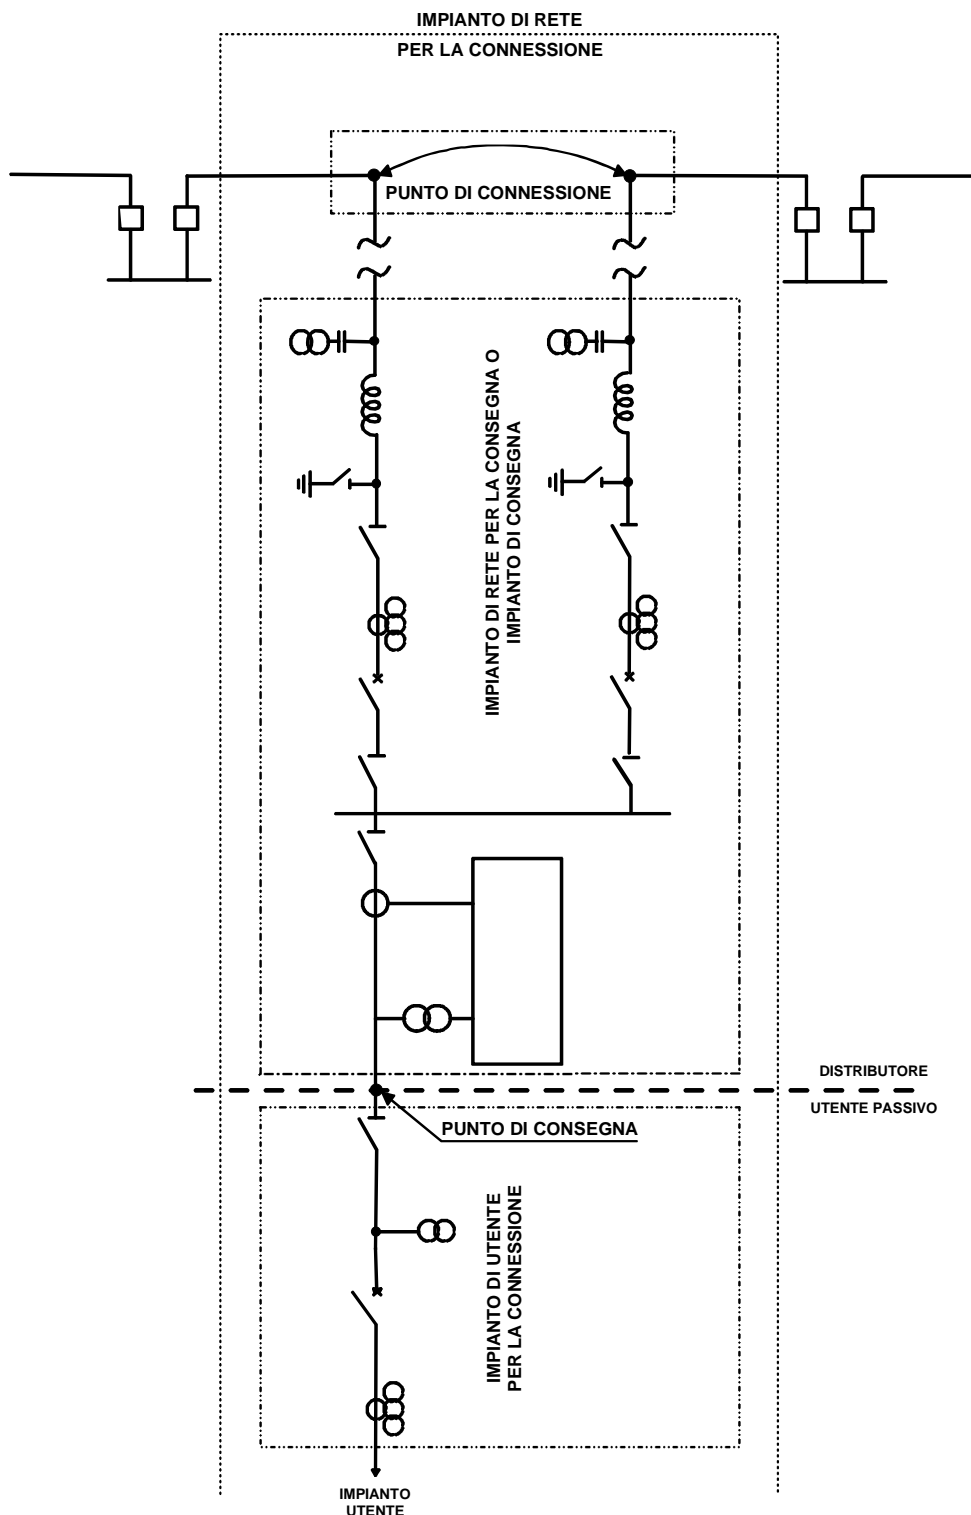 IMPIANTO DI RETE
PER LA CONNESSIONE
PUNTO DI CONNESSIONE
IMPIANTO DI RETE PER LA CONSEGNA O
IMPIANTO DI CONSEGNA
DISTRIBUTORE
UTENTE PASSIVO
PUNTO DI CONSEGNA
IMPIANTO DI UTENTE
PER LA CONNESSIONE
IMPIANTO
UTENTE